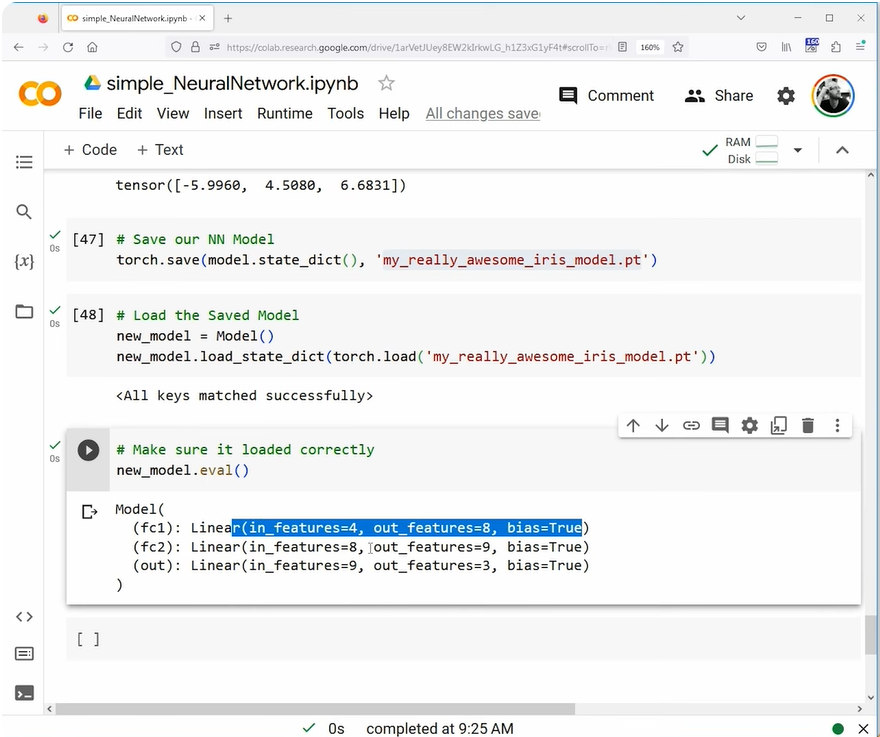 simple_NeuralNetwork.ipynb -
https://colab.research.google.com/drive/1arVetJUey8EW2kIrkwLG_h1Z3xG1yF4t#scrollTo=
160%
160
CO
simple_NeuralNetwork.ipynb
Comment
Share
File Edit View Insert Runtime Tools Help All changes save
+ Code + Text
RAM
Disk
tensor([-5.9960, 4.5080, 6.6831])
0s
[47] # Save our NN Model
torch.save(model.state_dict(), 'my_really_awesome_iris_model.pt')
0s
[48] # Load the Saved Model
new_model = Model()
new_model.load_state_dict(torch.load('my_really_awesome_iris_model.pt'))
<All keys matched successfully>
0s
# Make sure it loaded correctly
new_model.eval()
Model(
(fc1): Linear(in_features=4, out_features=8, bias=True)
(fc2): Linear(in_features=8, out_features=9, bias=True)
(out): Linear(in_features=9, out_features=3, bias=True)
)
[ ]
0s completed at 9:25 AM